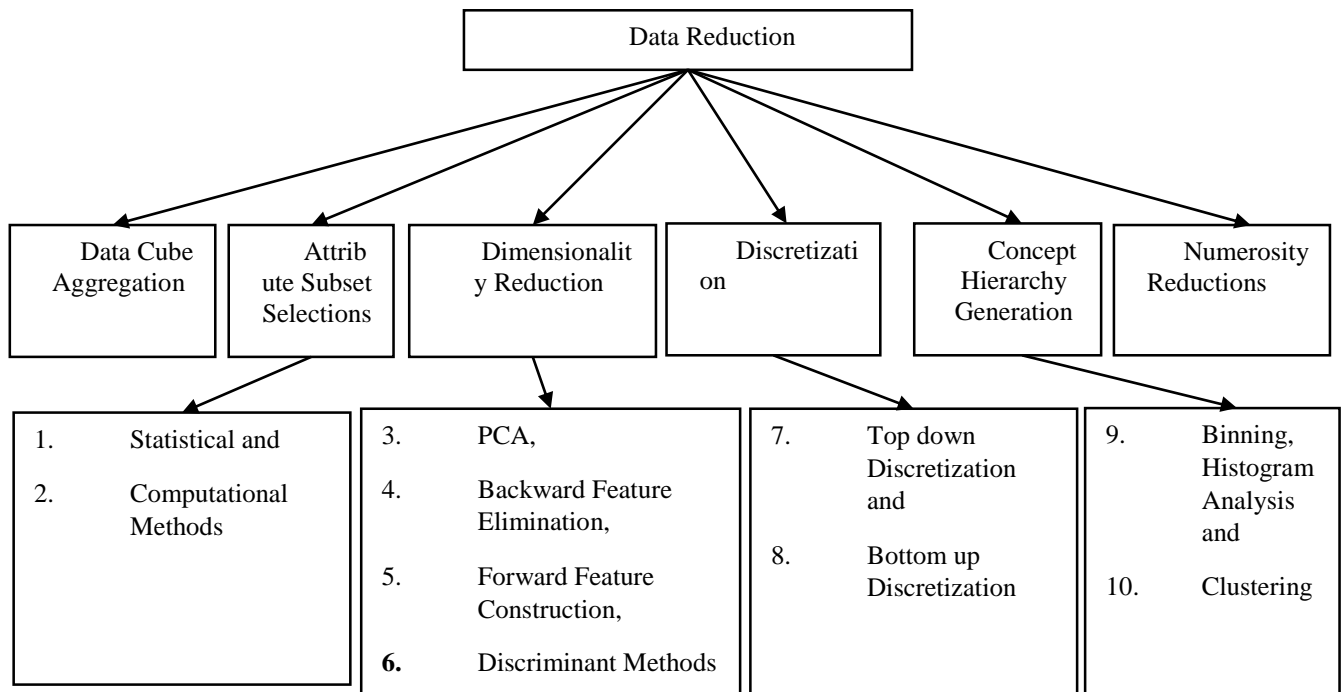 Data Reduction
Data Cube
Aggregation
Attrib
ute Subset
Selections
Dimensionalit
y Reduction
Discretizati
on
Concept
Hierarchy
Generation
Numerosity
Reductions
1. Statistical and
2. Computational
Methods
3. PCA,
4. Backward Feature
Elimination,
5. Forward Feature
Construction,
6. Discriminant Methods
7. Top down
Discretization
and
8. Bottom up
Discretization
9. Binning,
Histogram
Analysis
and
10. Clustering